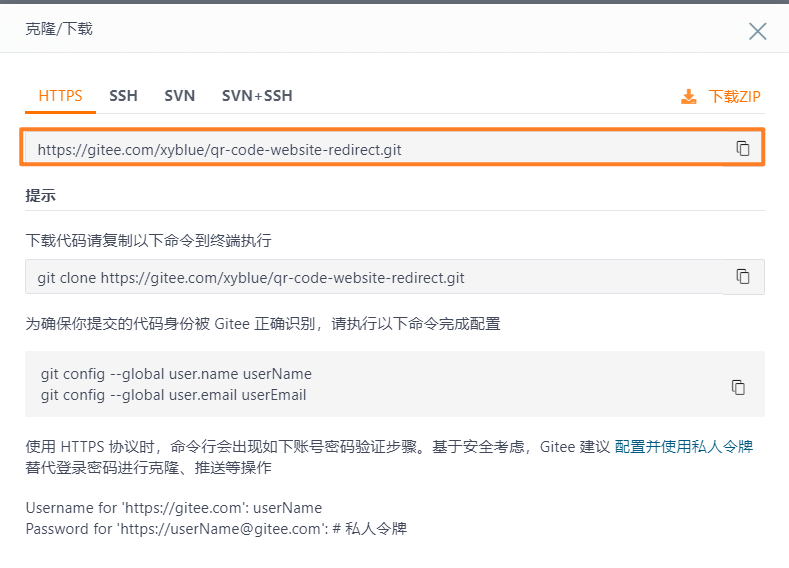 克隆/下载
HTTPS SSH SVN SVN+SSH 下载ZIP
https://gitee.com/xyblue/qr-code-website-redirect.git
提示
下载代码请复制以下命令到终端执行
git clone https://gitee.com/xyblue/qr-code-website-redirect.git
为确保你提交的代码身份被 Gitee 正确识别，请执行以下命令完成配置
git config --global user.name userName
git config --global user.email userEmail
使用 HTTPS 协议时，命令行会出现如下账号密码验证步骤。基于安全考虑，Gitee 建议 配置并使用私人令牌
替代登录密码进行克隆、推送等操作
Username for 'https://gitee.com': userName
Password for 'https://userName@gitee.com': # 私人令牌